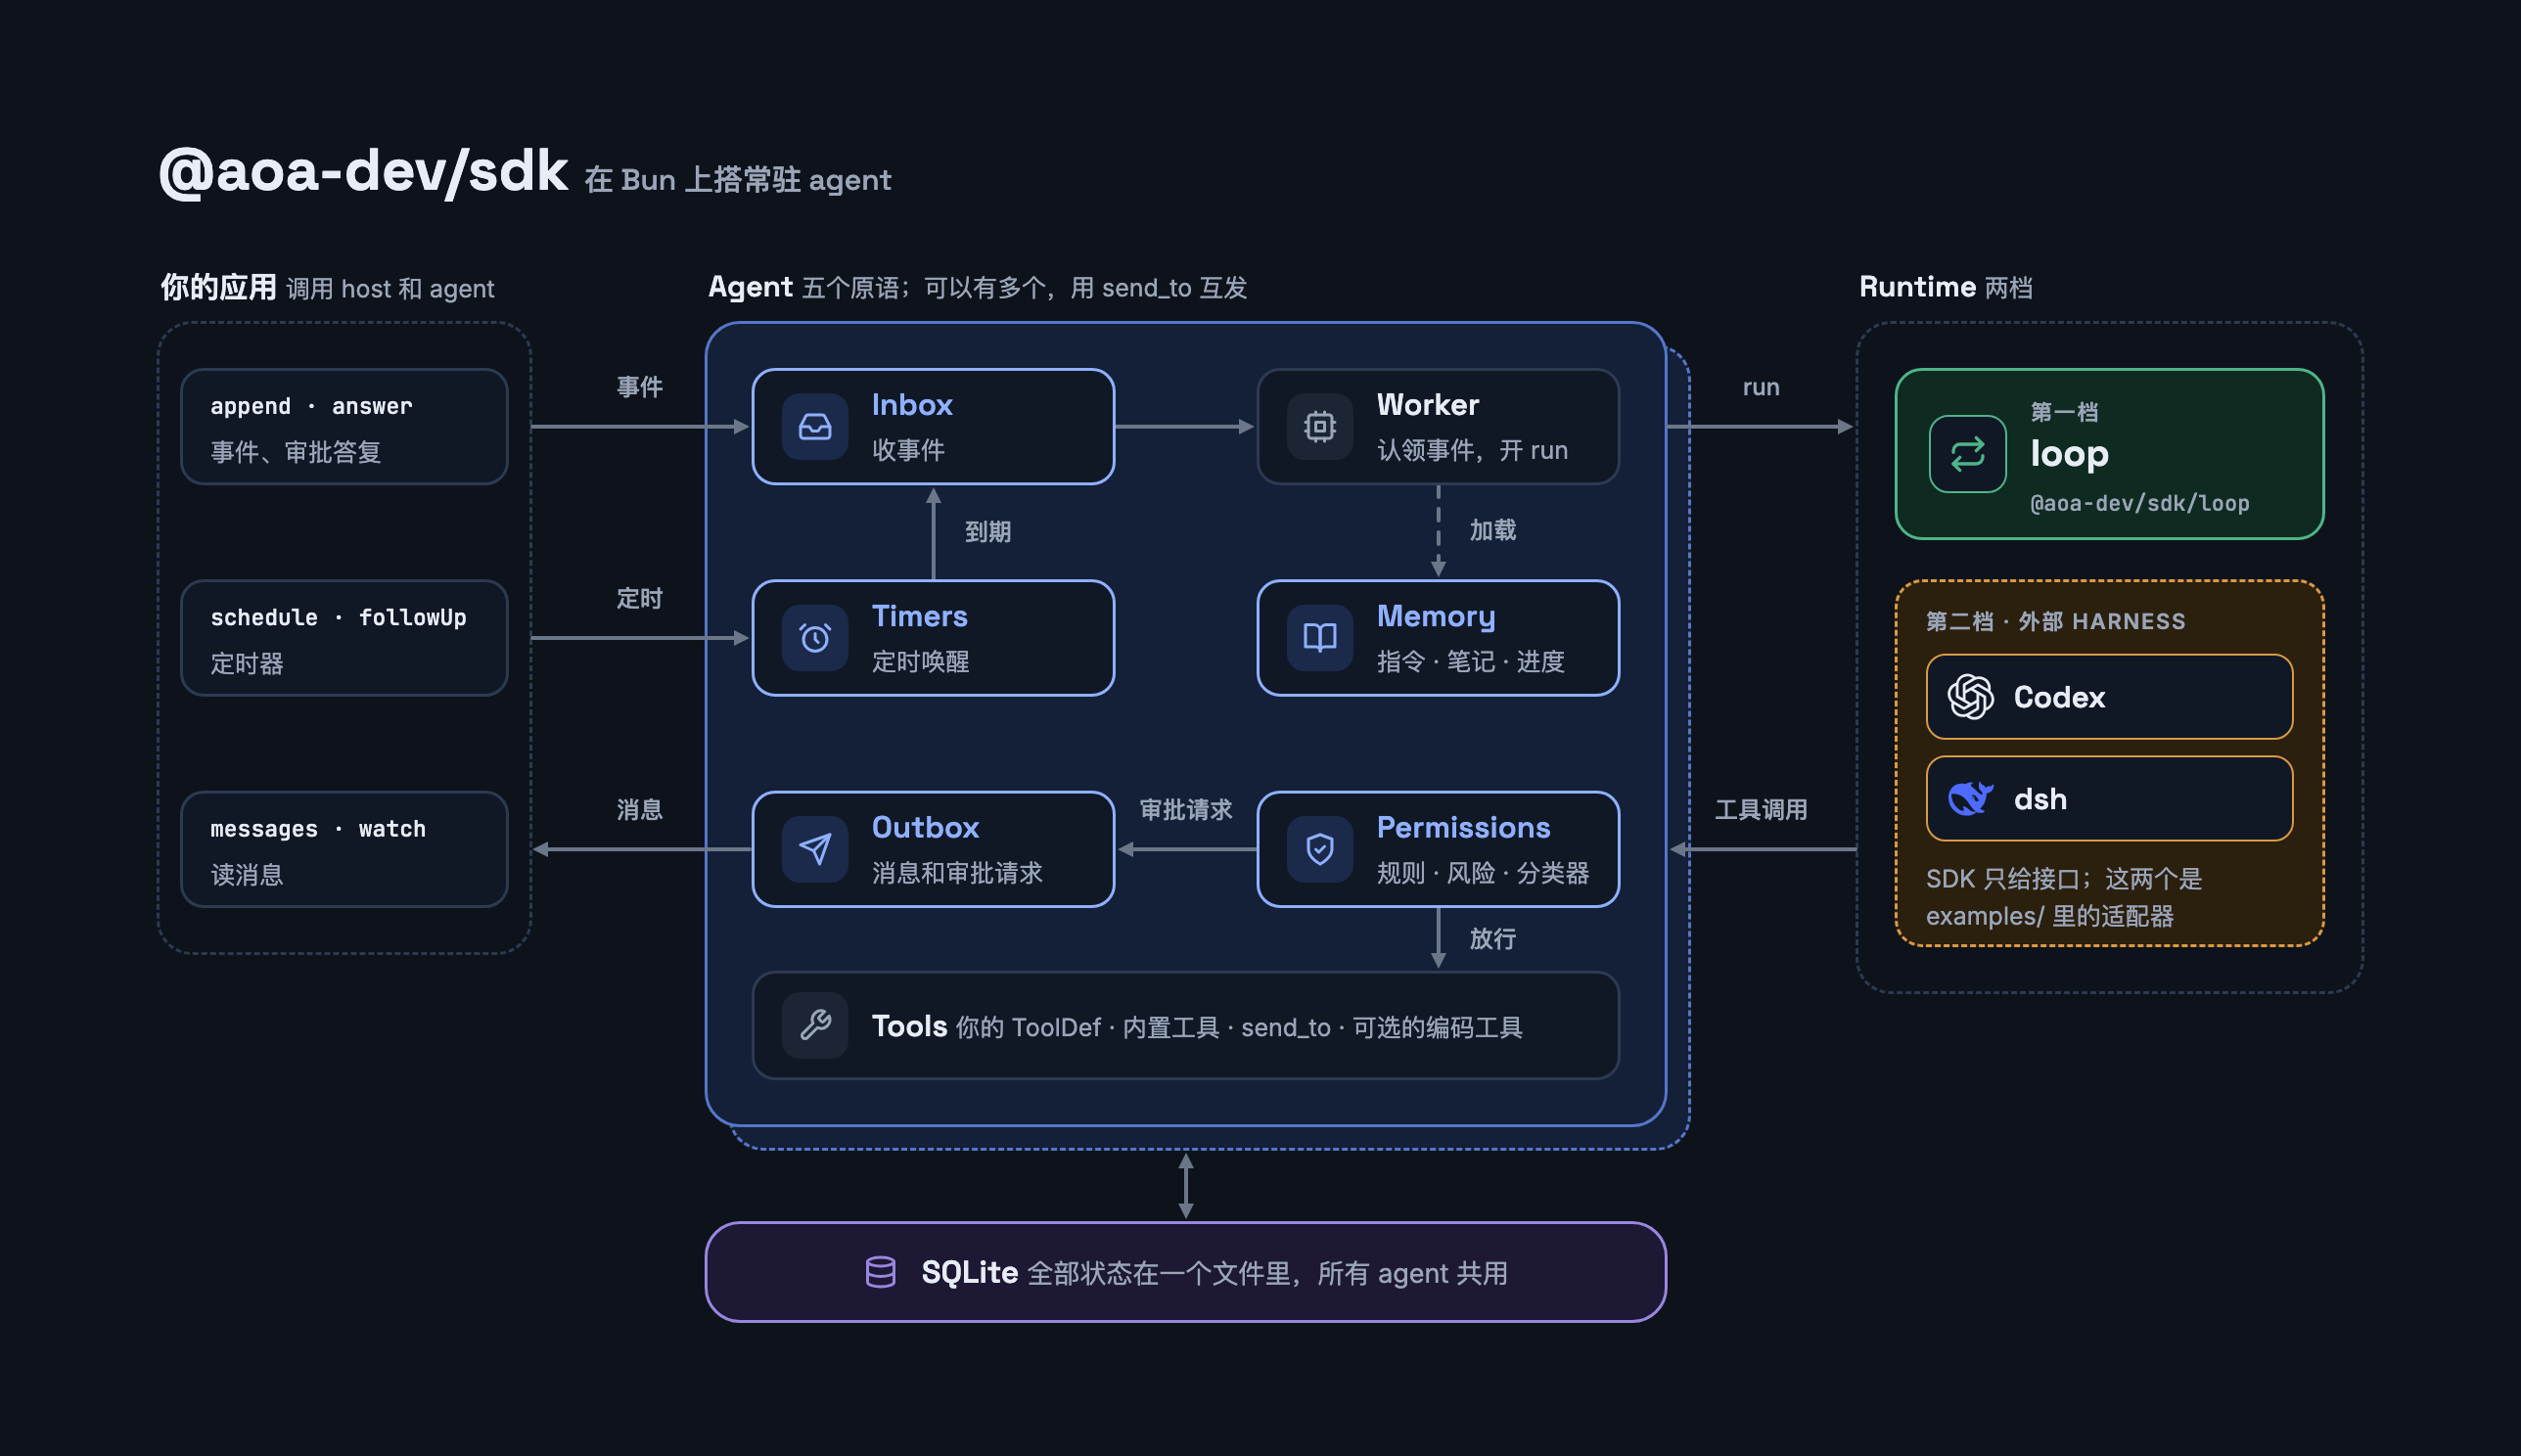 @aoa-dev/sdk 在 Bun 上搭常驻 agent
你的应用 调用 host 和 agent
append · answer
事件、审批答复
schedule · followUp
定时器
messages · watch
读消息
事件
定时
消息
Agent 五个原语；可以有多个，用 send_to 互发
Inbox
收事件
Worker
认领事件，开 run
到期
加载
Timers
定时唤醒
Memory
指令 · 笔记 · 进度
Outbox
消息和审批请求
审批请求
Permissions
规则 · 风险 · 分类器
放行
Tools 你的 ToolDef · 内置工具 · send_to · 可选的编码工具
run
工具调用
Runtime 两档
第一档
loop
@aoa-dev/sdk/loop
第二档 · 外部 HARNESS
Codex
dsh
SDK 只给接口；这两个是
examples/ 里的适配器
SQLite 全部状态在一个文件里，所有 agent 共用